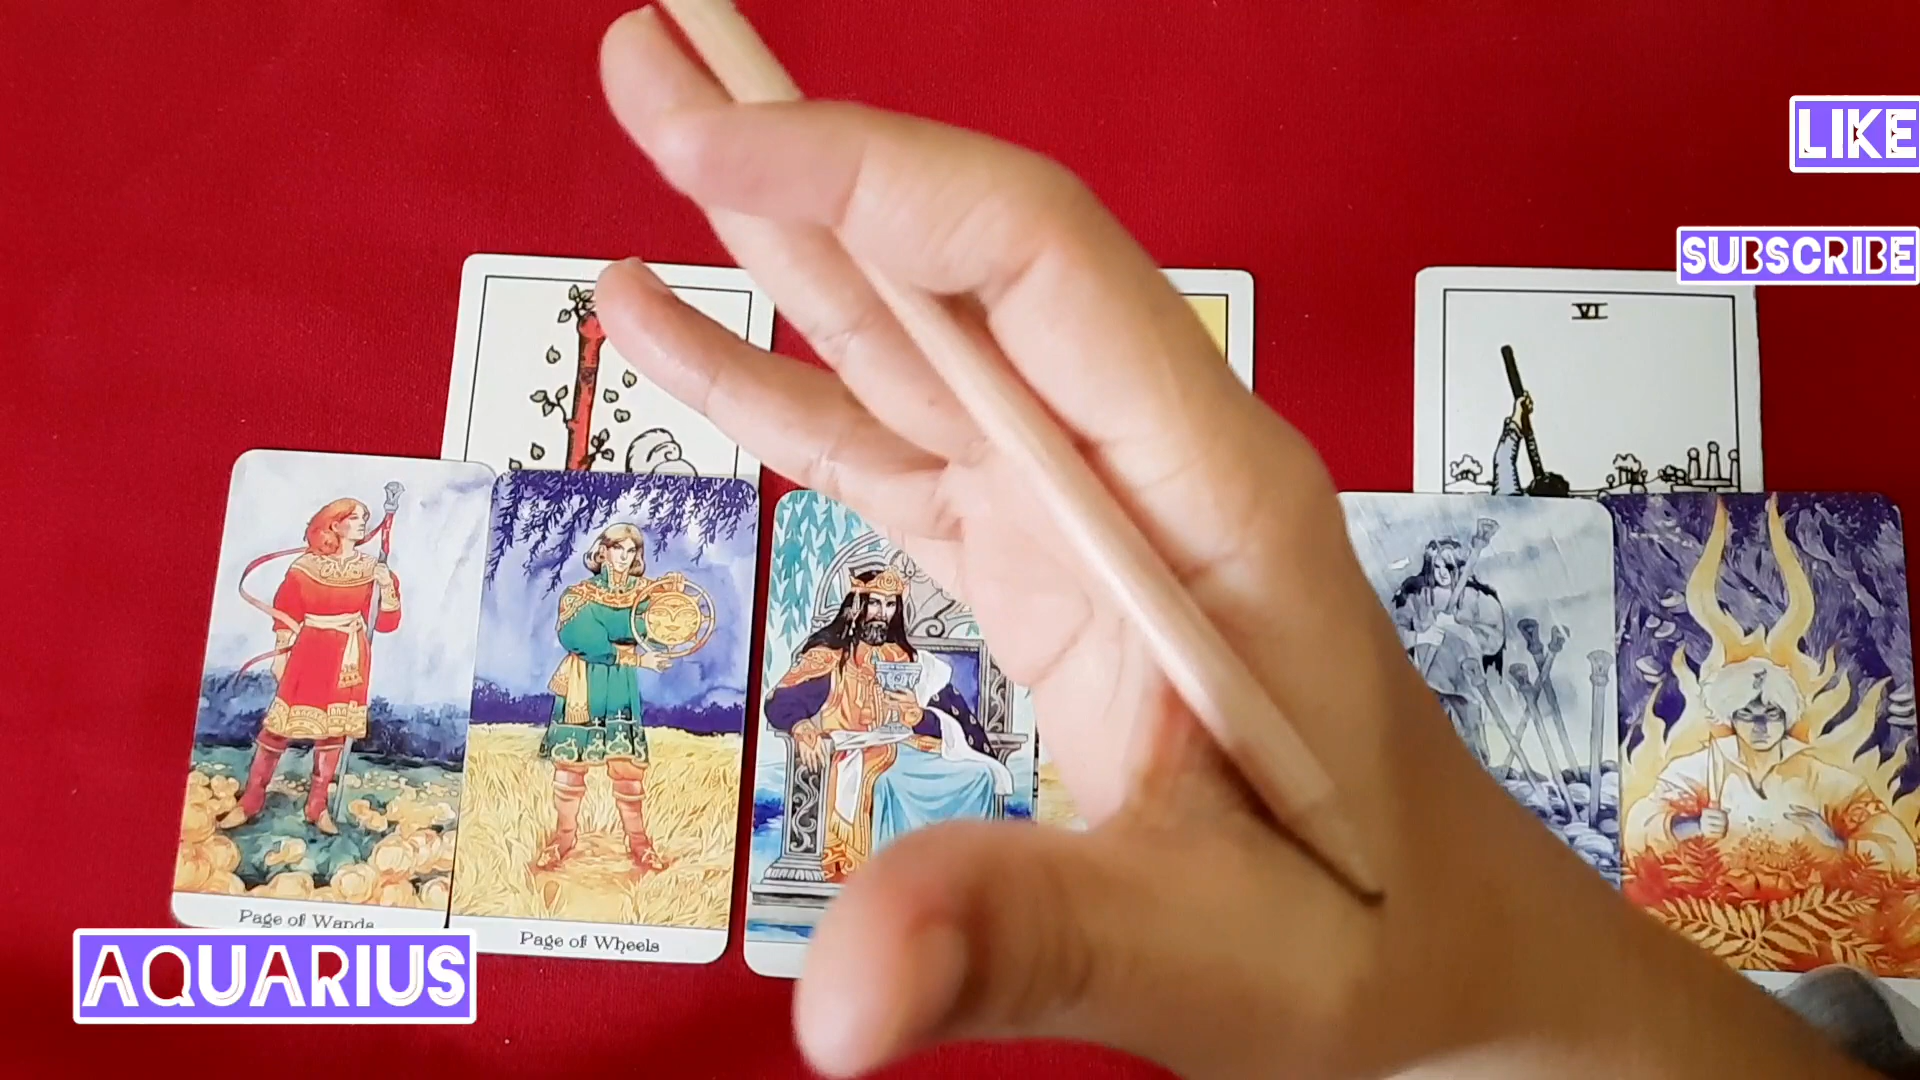 LIKE
SUBSCRIBE
VI
Page of Wands
Page of Wheels
AQUARIUS